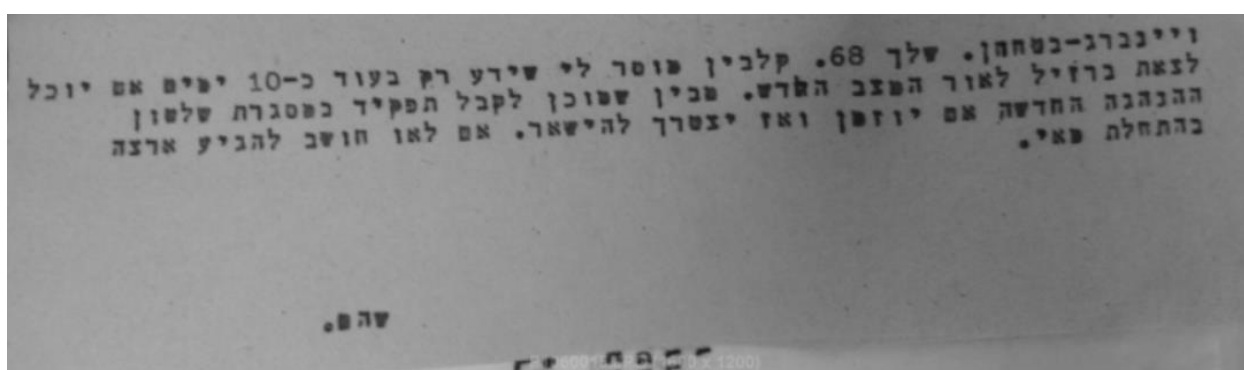 ויינברג-בטחון. שלך 68. קלבין מוסר לי שידע רק בעוד כ-10 ימים אם יוכל
לצאת ברזיל לאור המצב החדש. מבין שמוכן לקבל תפקיד במסגרת שלטון
ההנהגה החדשה אם יוזמן ואז יצטרך להישאר. אם לאו חושב להגיע ארצה
בהתחלת מאי.
שהם.